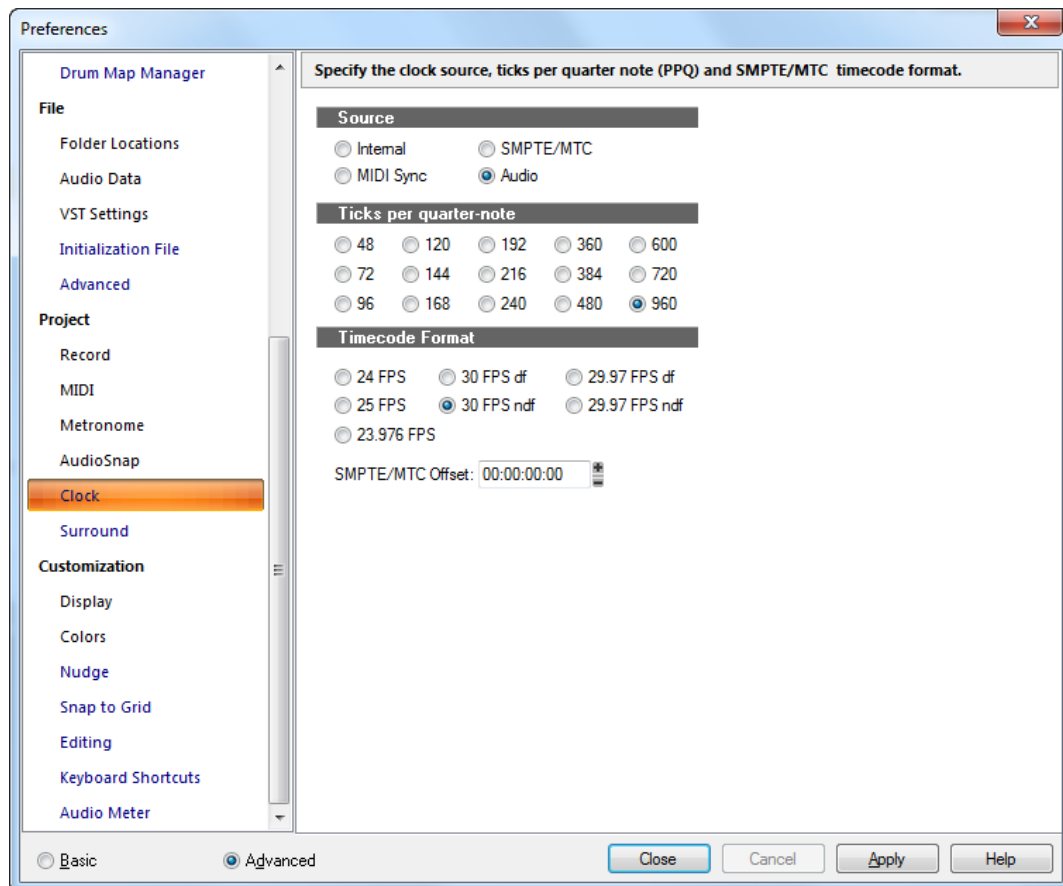 Preferences
Drum Map Manager
File
Folder Locations
Audio Data
VST Settings
Initialization File
Advanced
Project
Record
MIDI
Metronome
AudioSnap
Clock
Surround
Customization
Display
Colors
Nudge
Snap to Grid
Editing
Keyboard Shortcuts
Audio Meter
Specify the clock source, ticks per quarter note (PPQ) and SMPTE/MTC timecode format.
Source
Internal SMPTE/MTC
MIDI Sync Audio
Ticks per quarter-note
48 120 192 360 600
72 144 216 384 720
96 168 240 480 960
Timecode Format
24 FPS 30 FPS df 29.97 FPS df
25 FPS 30 FPS ndf 29.97 FPS ndf
23.976 FPS
SMPTE/MTC Offset: 00:00:00:00
Basic Advanced Close Cancel Apply Help